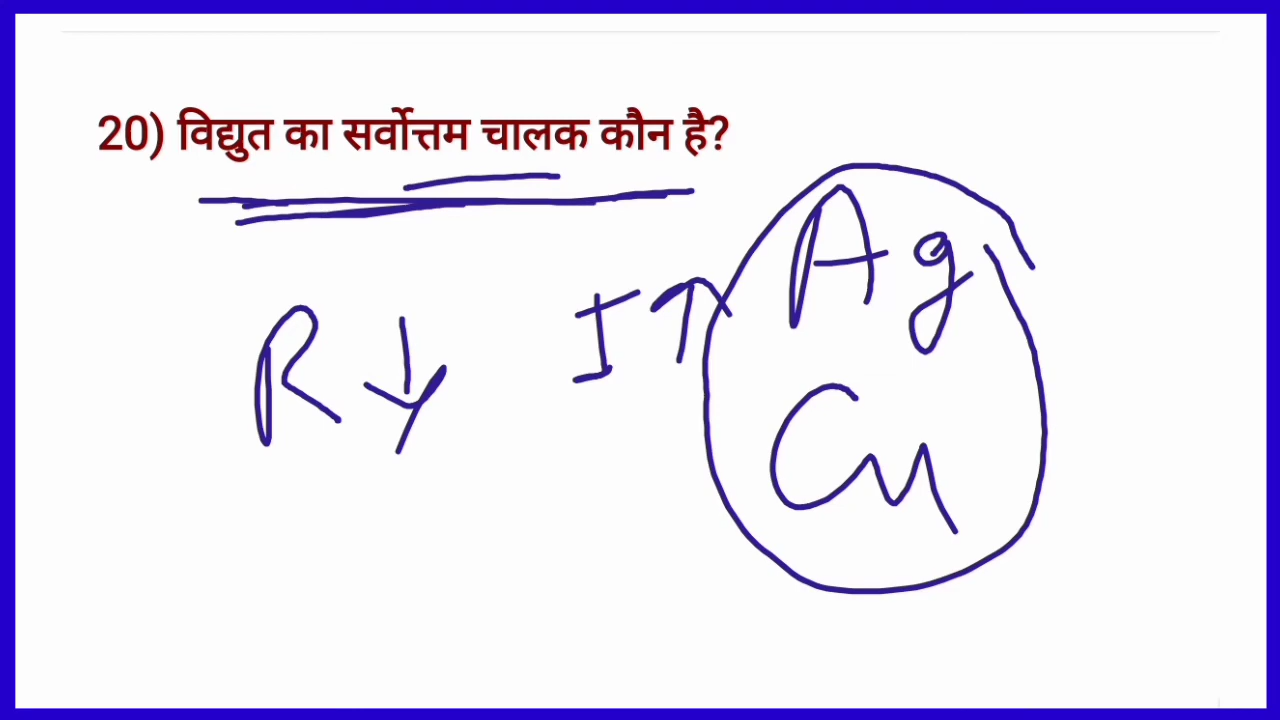 20) विद्युत का सर्वोत्तम चालक कौन है?
Ag
R ↓ I ↑
Cu